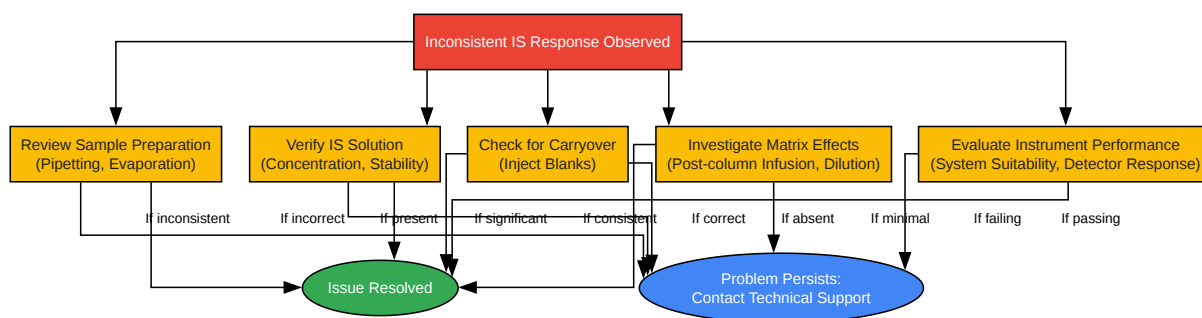 Inconsistent IS Response Observed
Review Sample Preparation
(Pipetting, Evaporation)
Verify IS Solution
(Concentration, Stability)
Check for Carryover
(Inject Blanks)
Investigate Matrix Effects
(Post-column Infusion, Dilution)
Evaluate Instrument Performance
(System Suitability, Detector Response)
If inconsistent
If incorrect
If present
If significant
If consistent
If correct
If absent
If minimal
If failing
If passing
Issue Resolved
Problem Persists:
Contact Technical Support